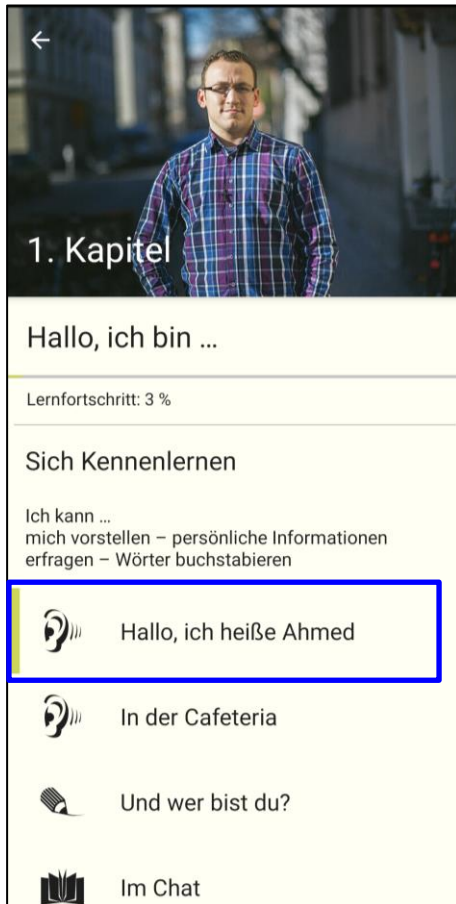 1. Kapitel
Hallo, ich bin ...
Lernfortschritt: 3 %
Sich Kennenlernen
Ich kann ...
mich vorstellen – persönliche Informationen
erfragen – Wörter buchstabieren
Hallo, ich heiße Ahmed
In der Cafeteria
Und wer bist du?
Im Chat